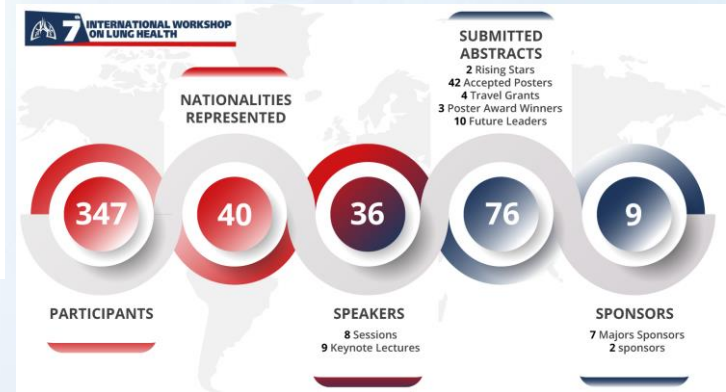 7th INTERNATIONAL WORKSHOP
ON LUNG HEALTH
347
PARTICIPANTS
NATIONALITIES
REPRESENTED
40
36
SPEAKERS
8 Sessions
9 Keynote Lectures
SUBMITTED
ABSTRACTS
2 Rising Stars
42 Accepted Posters
4 Travel Grants
3 Poster Award Winners
10 Future Leaders
76
9
SPONSORS
7 Majors Sponsors
2 sponsors